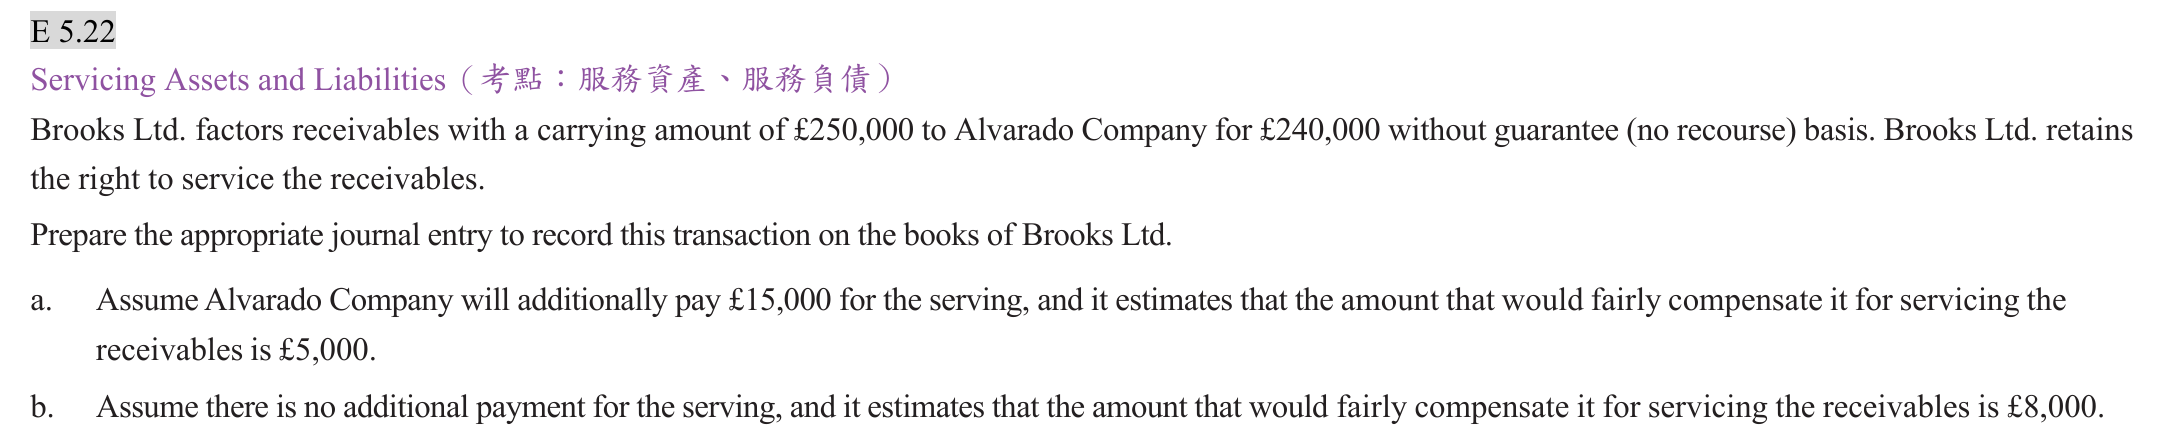 E 5.22
Servicing Assets and Liabilities（考點：服務資產、服務負債）
Brooks Ltd. factors receivables with a carrying amount of £250,000 to Alvarado Company for £240,000 without guarantee (no recourse) basis. Brooks Ltd. retains
the right to service the receivables.
Prepare the appropriate journal entry to record this transaction on the books of Brooks Ltd.
a. Assume Alvarado Company will additionally pay £15,000 for the serving, and it estimates that the amount that would fairly compensate it for servicing the
receivables is £5,000.
b. Assume there is no additional payment for the serving, and it estimates that the amount that would fairly compensate it for servicing the receivables is £8,000.